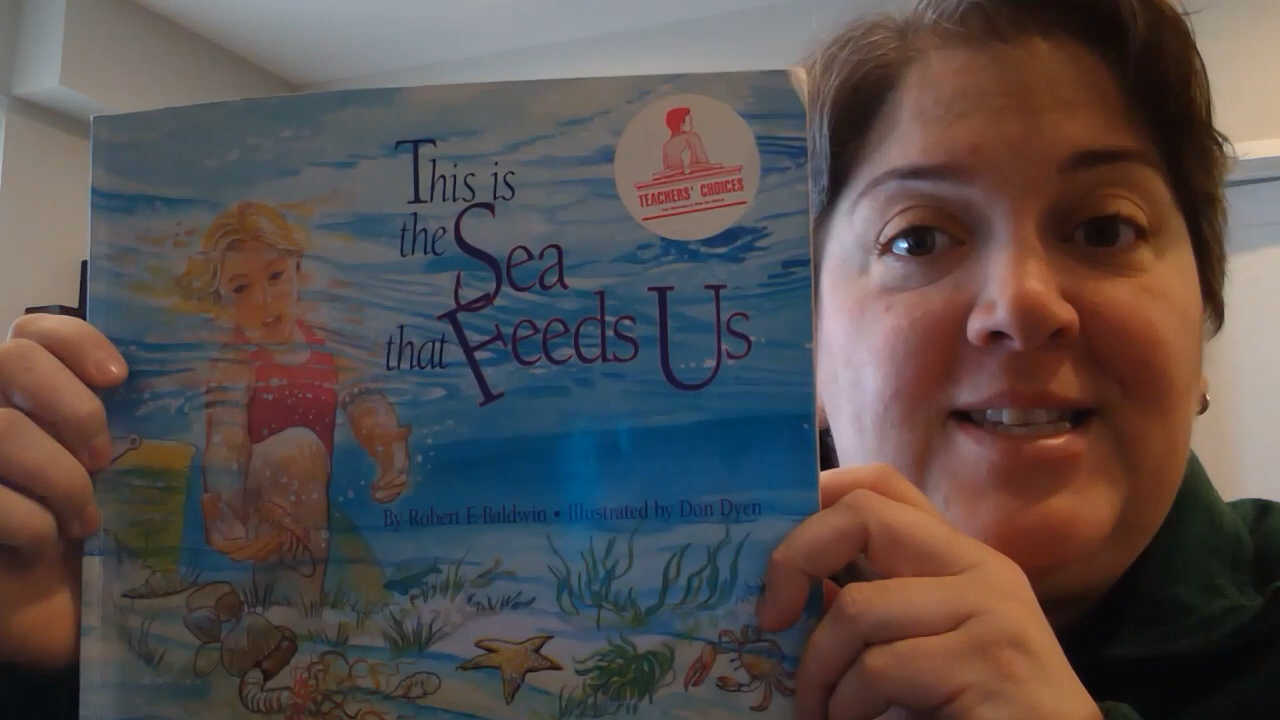 This is
the Sea
that Feeds Us
TEACHERS' CHOICES
By Robert E Baldwin • Illustrated by Don Dyen